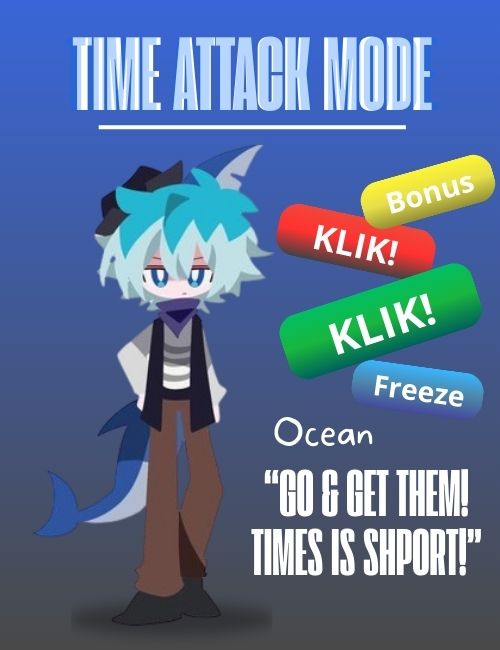 TIME ATTACK MODE
Bonus
KLIK!
KLIK!
Freeze
Ocean
“GO & GET THEM!
TIMES IS SHPORT!”